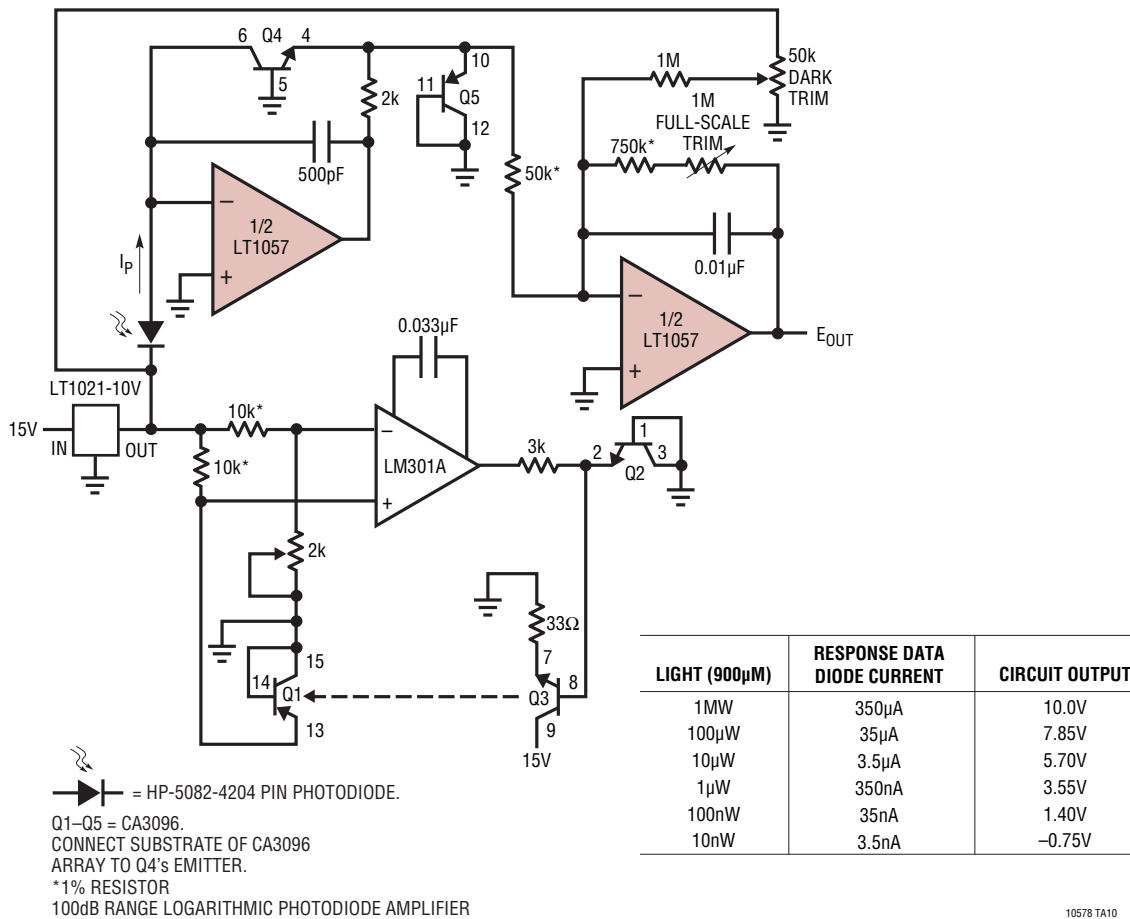 6
Q4
4
5
2k
500pF
1/2
LT1057
–
+
IP
11
10
Q5
12
50k*
1M
50k
DARK
TRIM
1M
FULL-SCALE
TRIM
750k*
0.01µF
–
+
1/2
LT1057
EOUT
LT1021-10V
15V
IN
OUT
10k*
10k*
0.033µF
–
+
LM301A
3k
2
1
3
Q2
2k
33Ω
15
14
Q1
13
7
8
Q3
9
15V
LIGHT (900µM) RESPONSE DATA DIODE CURRENT CIRCUIT OUTPUT
1MW 350µA 10.0V
100µW 35µA 7.85V
10µW 3.5µA 5.70V
1µW 350nA 3.55V
100nW 35nA 1.40V
10nW 3.5nA –0.75V
= HP-5082-4204 PIN PHOTODIODE.
Q1–Q5 = CA3096.
CONNECT SUBSTRATE OF CA3096
ARRAY TO Q4's EMITTER.
*1% RESISTOR
100dB RANGE LOGARITHMIC PHOTODIODE AMPLIFIER
10578 TA10